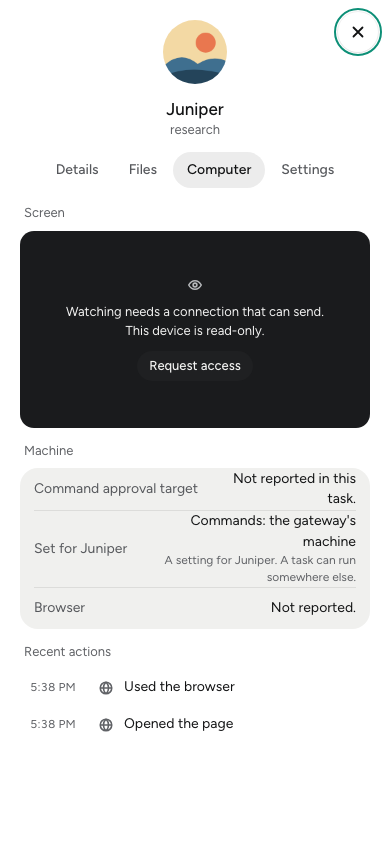 Juniper
research
Details
Files
Computer
Settings
Screen
Watching needs a connection that can send.
This device is read-only.
Request access
Machine
Command approval target
Not reported in this
task.
Set for Juniper
Commands: the gateway's
machine
A setting for Juniper. A task can run
somewhere else.
Browser
Not reported.
Recent actions
5:38 PM Used the browser
5:38 PM Opened the page